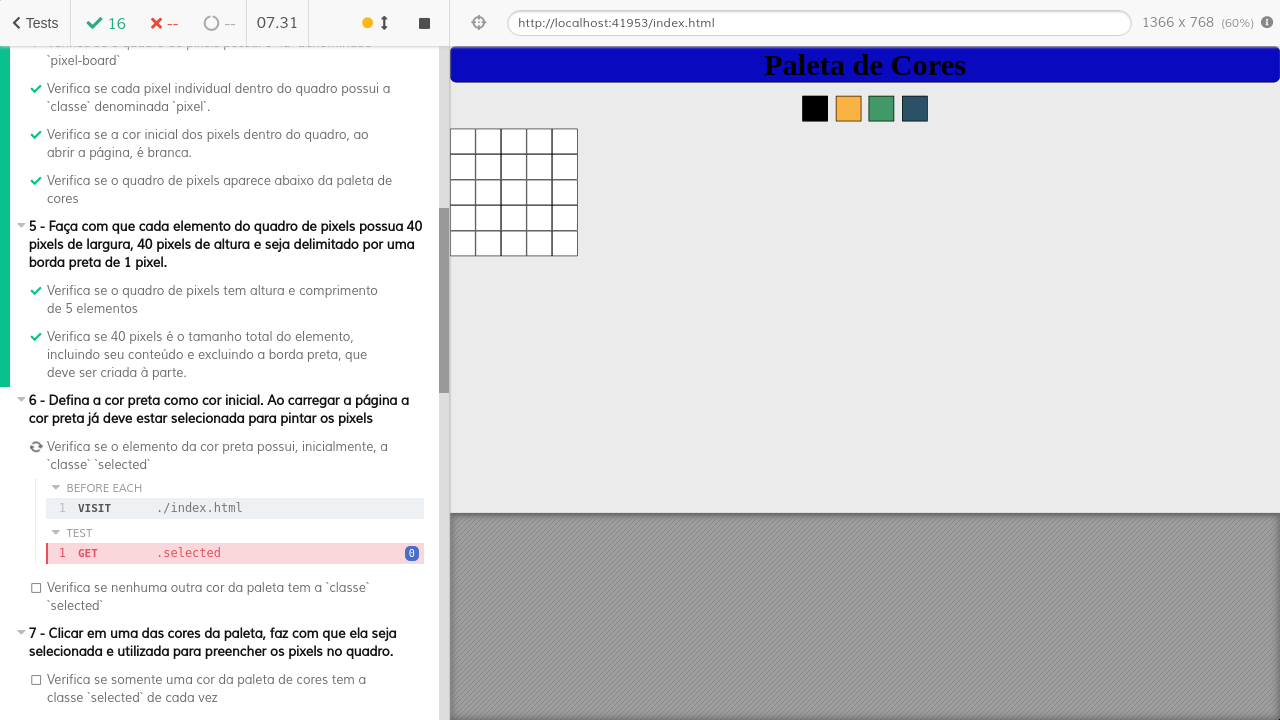 Tests
16
--
--
07.31
http://localhost:41953/index.html
1366 x 768 (60%)
`pixel-board`
Verifica se cada pixel individual dentro do quadro possui a
`classe` denominada `pixel`.
Verifica se a cor inicial dos pixels dentro do quadro, ao
abrir a página, é branca.
Verifica se o quadro de pixels aparece abaixo da paleta de
cores
5 - Faça com que cada elemento do quadro de pixels possua 40
pixels de largura, 40 pixels de altura e seja delimitado por uma
borda preta de 1 pixel.
Verifica se o quadro de pixels tem altura e comprimento
de 5 elementos
Verifica se 40 pixels é o tamanho total do elemento,
incluindo seu conteúdo e excluindo a borda preta, que
deve ser criada à parte.
6 - Defina a cor preta como cor inicial. Ao carregar a página a
cor preta já deve estar selecionada para pintar os pixels
Verifica se o elemento da cor preta possui, inicialmente, a
`classe` `selected`
BEFORE EACH
1 VISIT ./index.html
TEST
1 GET .selected 0
Verifica se nenhuma outra cor da paleta tem a `classe`
`selected`
7 - Clicar em uma das cores da paleta, faz com que ela seja
selecionada e utilizada para preencher os pixels no quadro.
Verifica se somente uma cor da paleta de cores tem a
classe `selected` de cada vez
Paleta de Cores